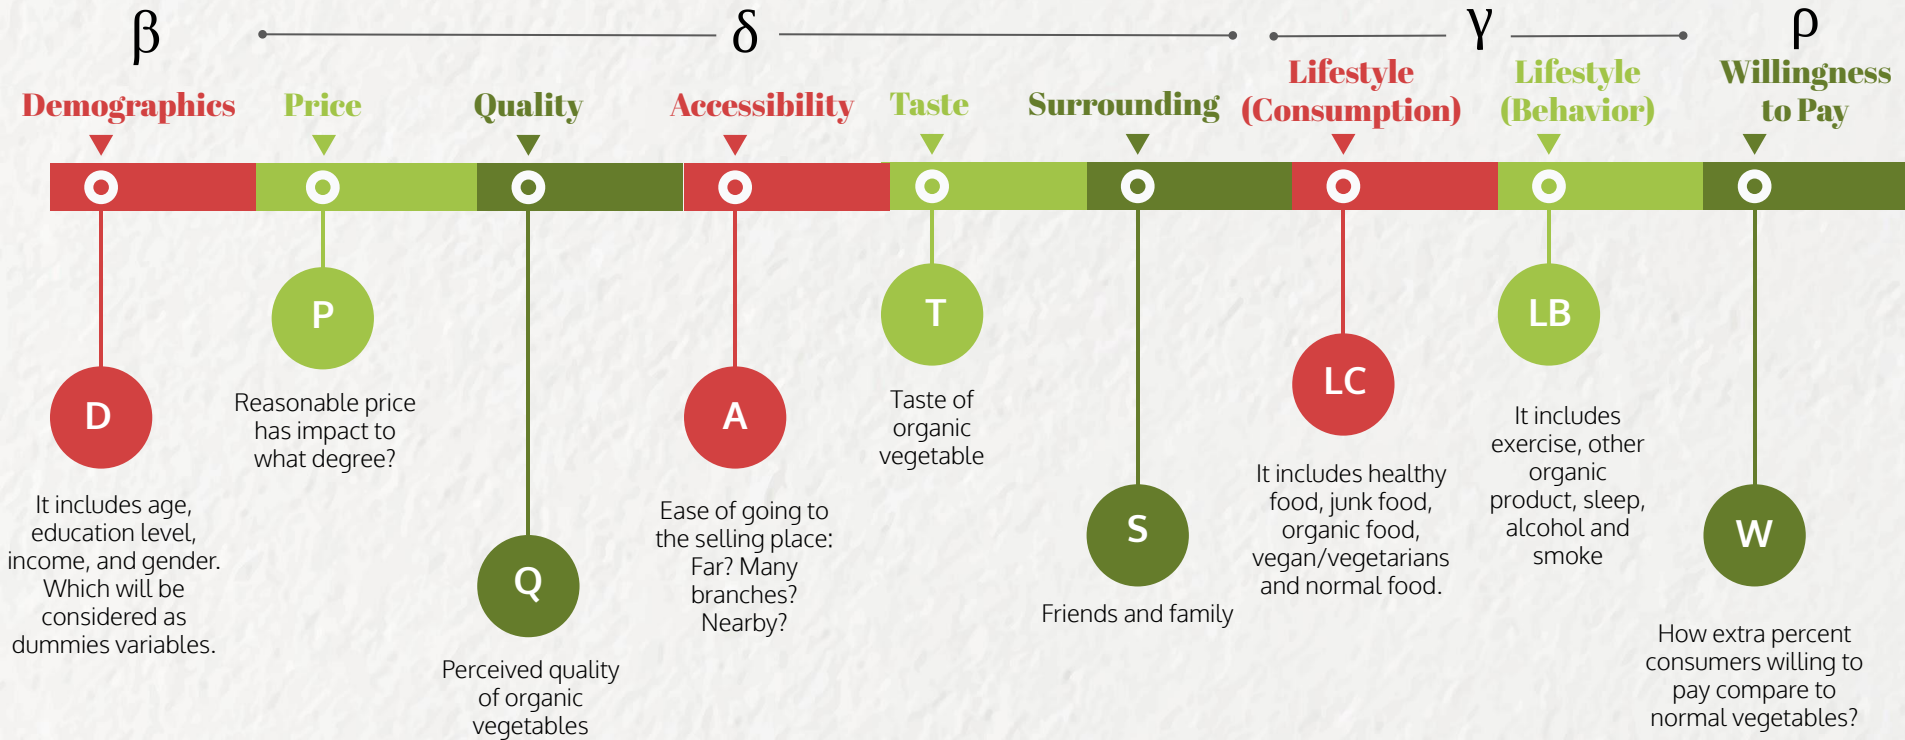 β
δ
γ
ρ
Demographics
Price
Quality
Accessibility
Taste
Surrounding
Lifestyle
(Consumption)
Lifestyle
(Behavior)
Willingness
to Pay
D
It includes age,
education level,
income, and gender.
Which will be
considered as
dummies variables.
P
Reasonable price
has impact to
what degree?
Q
Perceived quality
of organic
vegetables
A
Ease of going to
the selling place:
Far? Many
branches?
Nearby?
T
Taste of
organic
vegetable
S
Friends and family
LC
It includes healthy
food, junk food,
organic food,
vegan/vegetarians
and normal food.
LB
It includes
exercise, other
organic
product, sleep,
alcohol and
smoke
W
How extra percent
consumers willing to
pay compare to
normal vegetables?